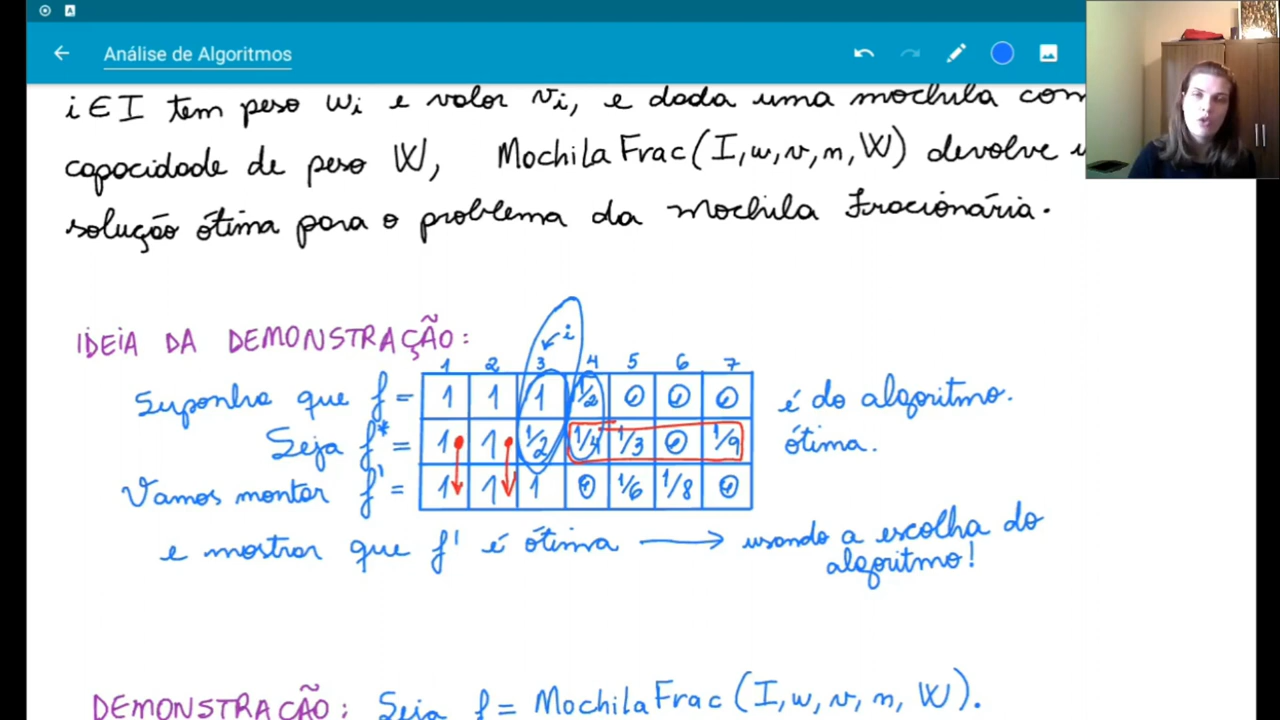 Análise de Algoritmos
i ∈ I tem peso wi e valor vi, e dada uma mochila com
capacidade de peso W, MochilaFrac(I,w,v,n,W) devolve
solução ótima para o problema da mochila fracionária.
IDEIA DA DEMONSTRAÇÃO:
i
1 2 3 4 5 6 7
Suponha que f = 1 1 1 1/2 0 0 0 é do algoritmo.
Seja f* = 1 1 1/2 1/4 1/3 0 1/9 ótima.
Vamos montar f' = 1 1 1 0 1/6 1/8 0
e mostrar que f' é ótima → usando a escolha do
algoritmo!
DEMONSTRAÇÃO: Seja f = MochilaFrac(I,w,v,n,W).